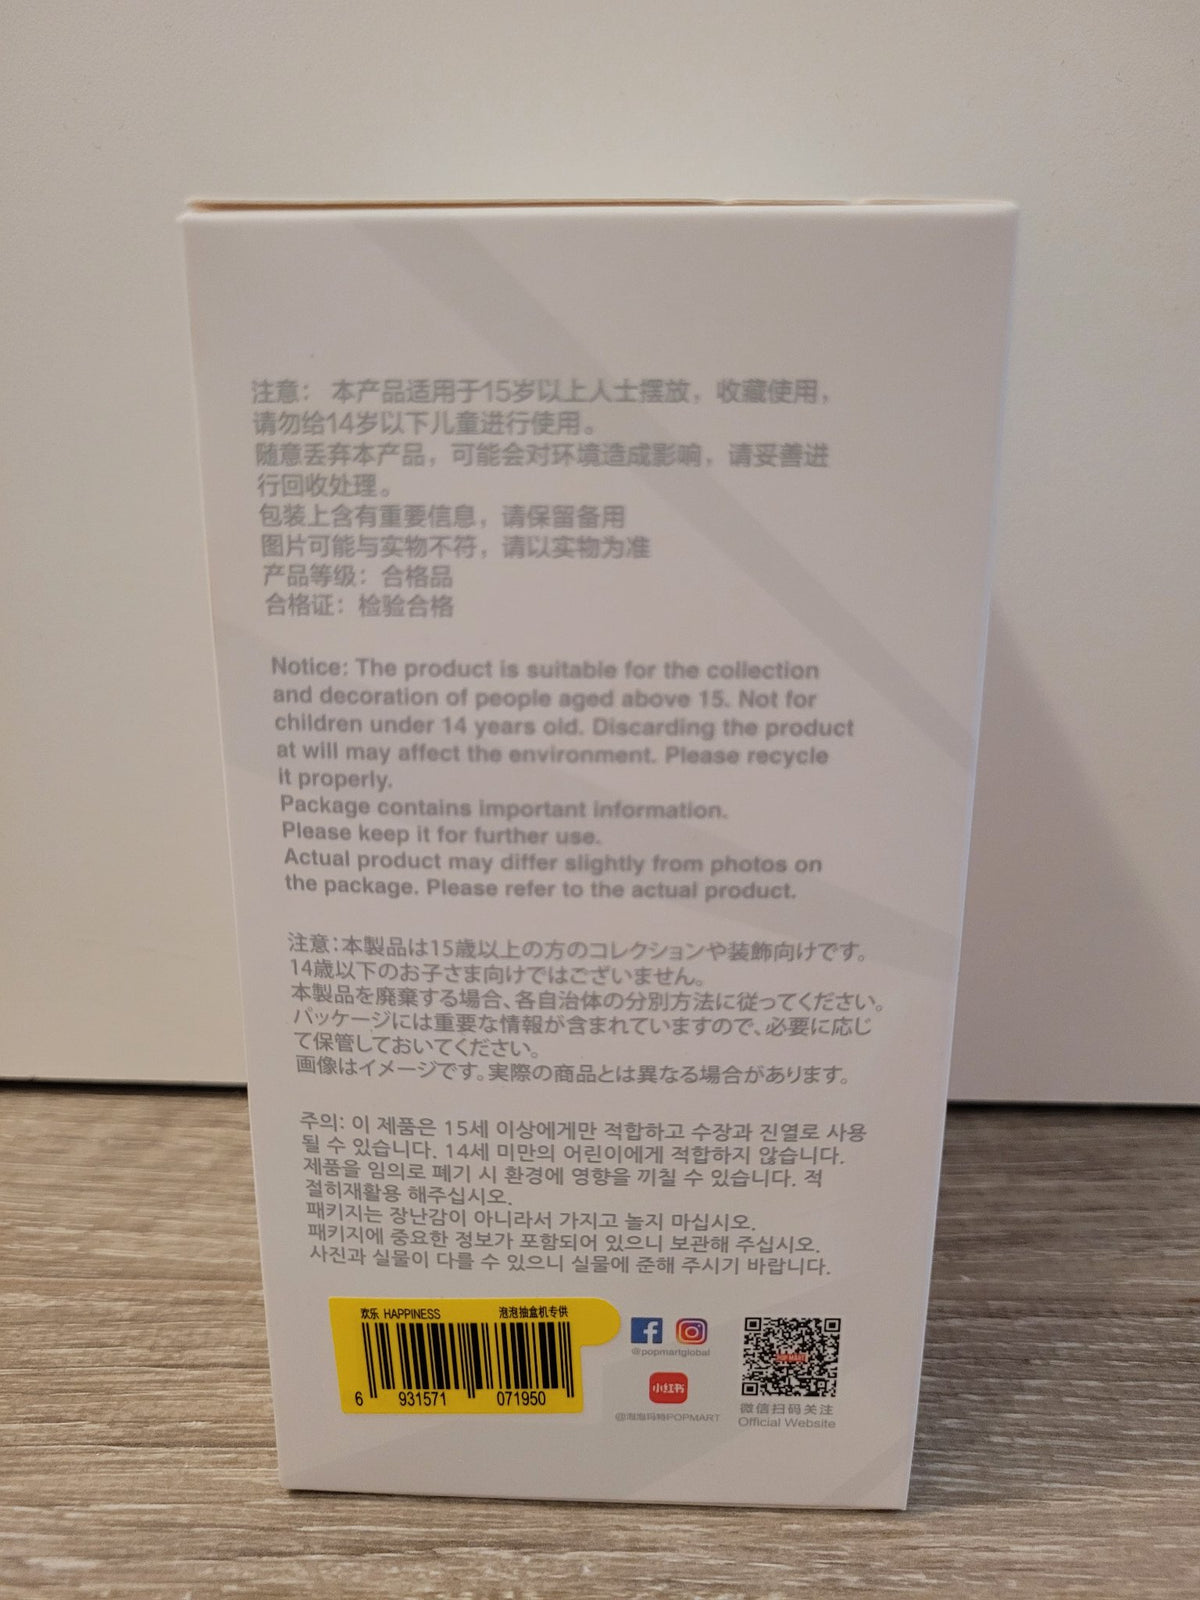 注意： 本产品适用于15岁以上人士摆放，收藏使用，
请勿给14岁以下儿童进行使用。
随意丢弃本产品，可能会对环境造成影响，请妥善进
行回收处理。
包装上含有重要信息，请保留备用
图片可能与实物不符，请以实物为准
产品等级：合格品
合格证：检验合格
Notice: The product is suitable for the collection
and decoration of people aged above 15. Not for
children under 14 years old. Discarding the product
at will may affect the environment. Please recycle
it properly.
Package contains important information.
Please keep it for further use.
Actual product may differ slightly from photos on
the package. Please refer to the actual product.
注意：本製品は15歳以上の方のコレクションや装飾向けです。
14歳以下のお子さま向けではございません。
本製品を廃棄する場合、各自治体の分別方法に従ってください。
パッケージには重要な情報が含まれていますので、必要に応じ
て保管しておいてください。
画像はイメージです。実際の商品とは異なる場合があります。
주의: 이 제품은 15세 이상에게만 적합하고 수장과 진열로 사용
될 수 있습니다. 14세 미만의 어린이에게 적합하지 않습니다.
제품을 임의로 폐기 시 환경에 영향을 끼칠 수 있습니다. 적
절히재활용 해주십시오.
패키지는 장난감이 아니라서 가지고 놀지 마십시오.
패키지에 중요한 정보가 포함되어 있으니 보관해 주십시오.
사진과 실물이 다를 수 있으니 실물에 준해 주시기 바랍니다.
欢乐 HAPPINESS 泡泡抽盒机专供
6 931571 071950
@popmartglobal
小红书
@泡泡玛特POPMART
POP MART
微信扫码关注
Official Website